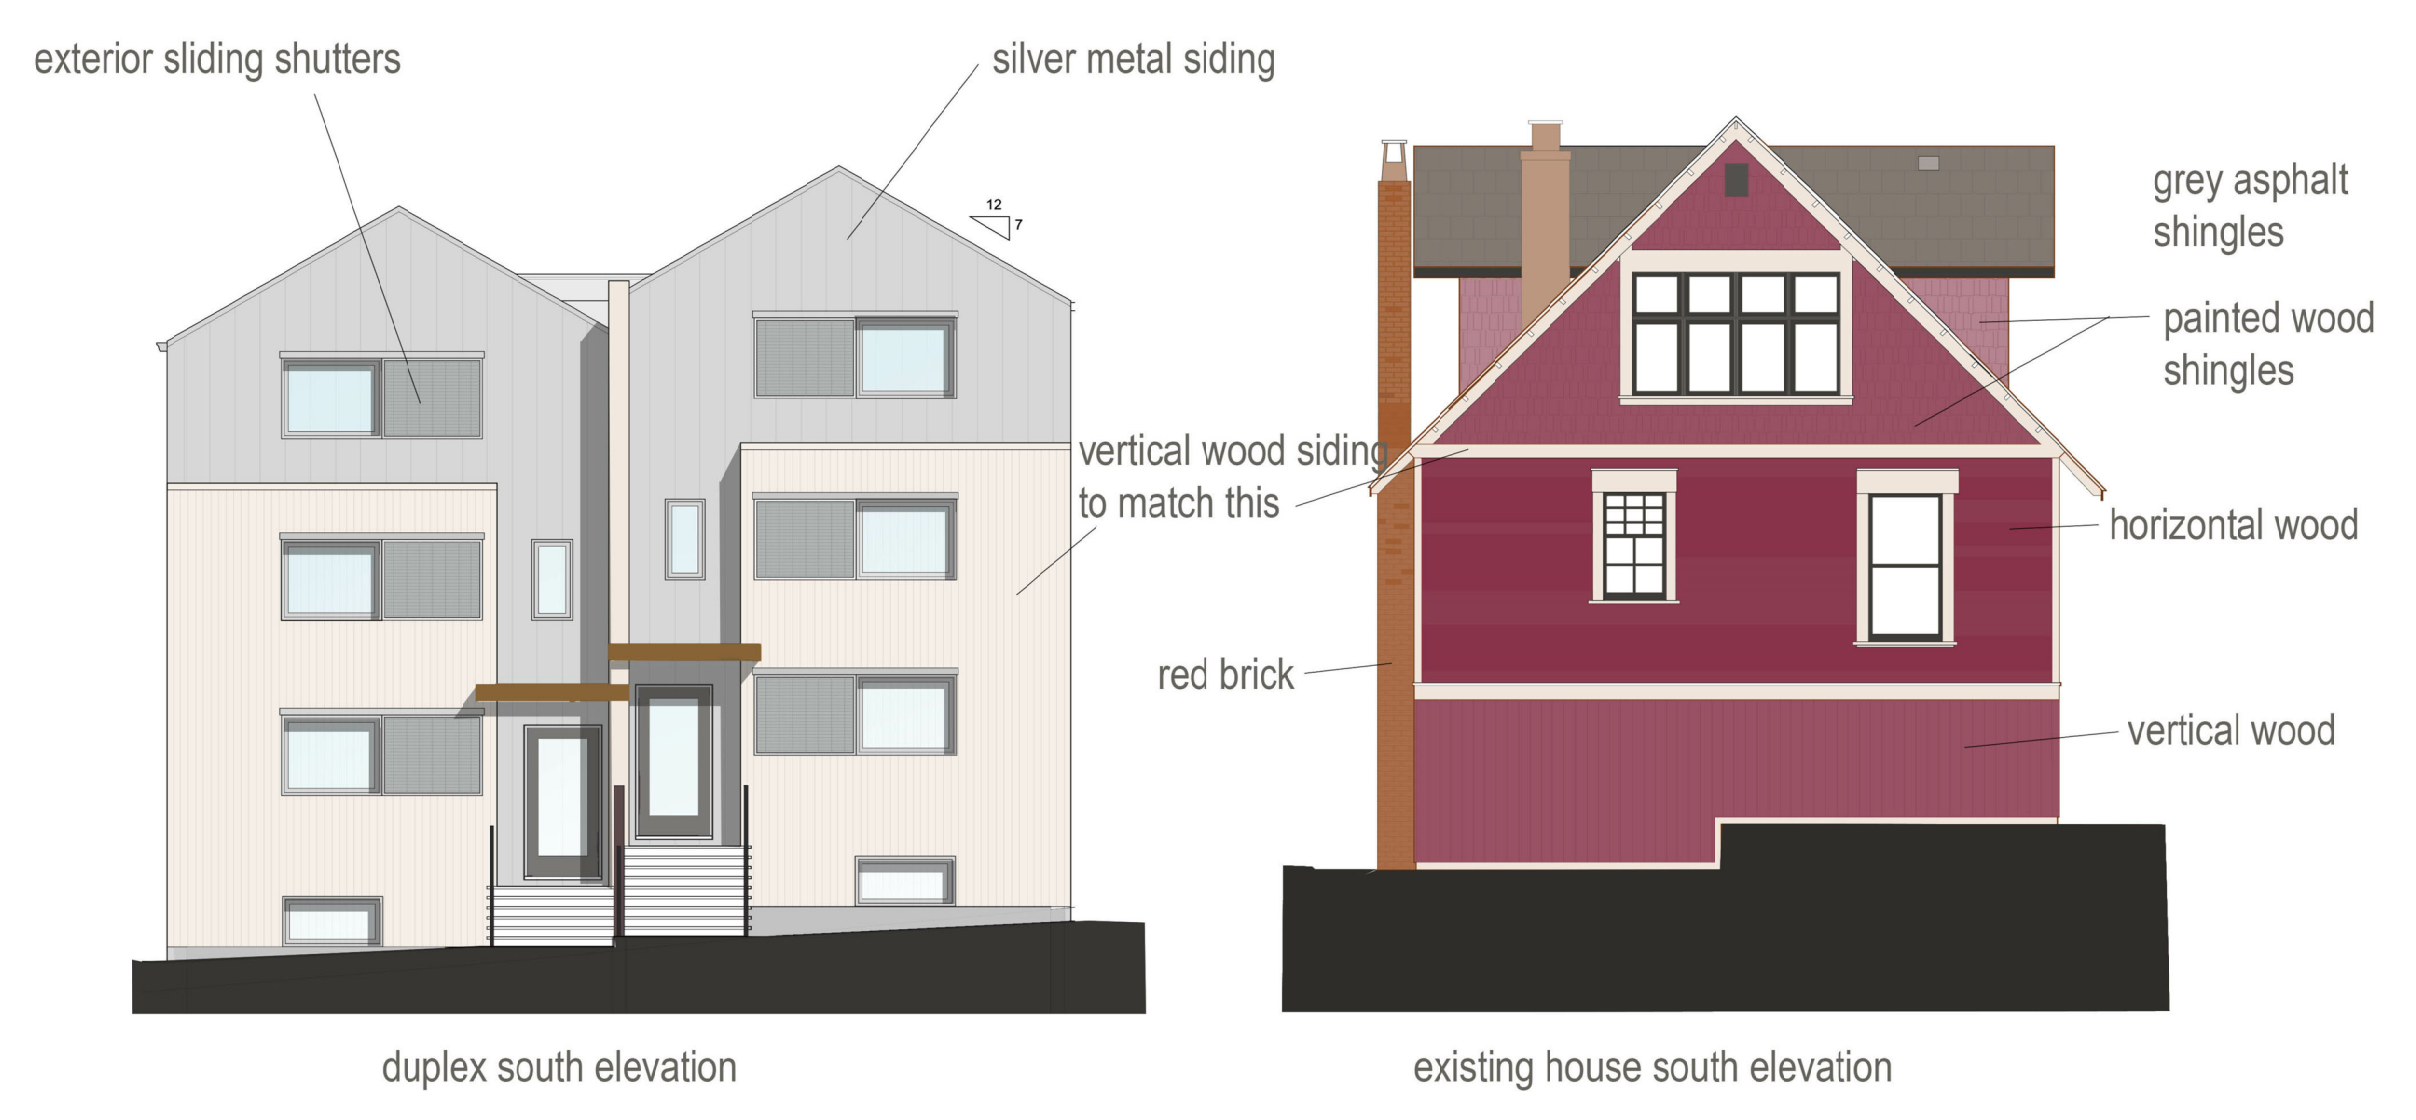 exterior sliding shutters
silver metal siding
12
7
grey asphalt
shingles
painted wood
shingles
vertical wood siding
to match this
horizontal wood
red brick
vertical wood
duplex south elevation
existing house south elevation